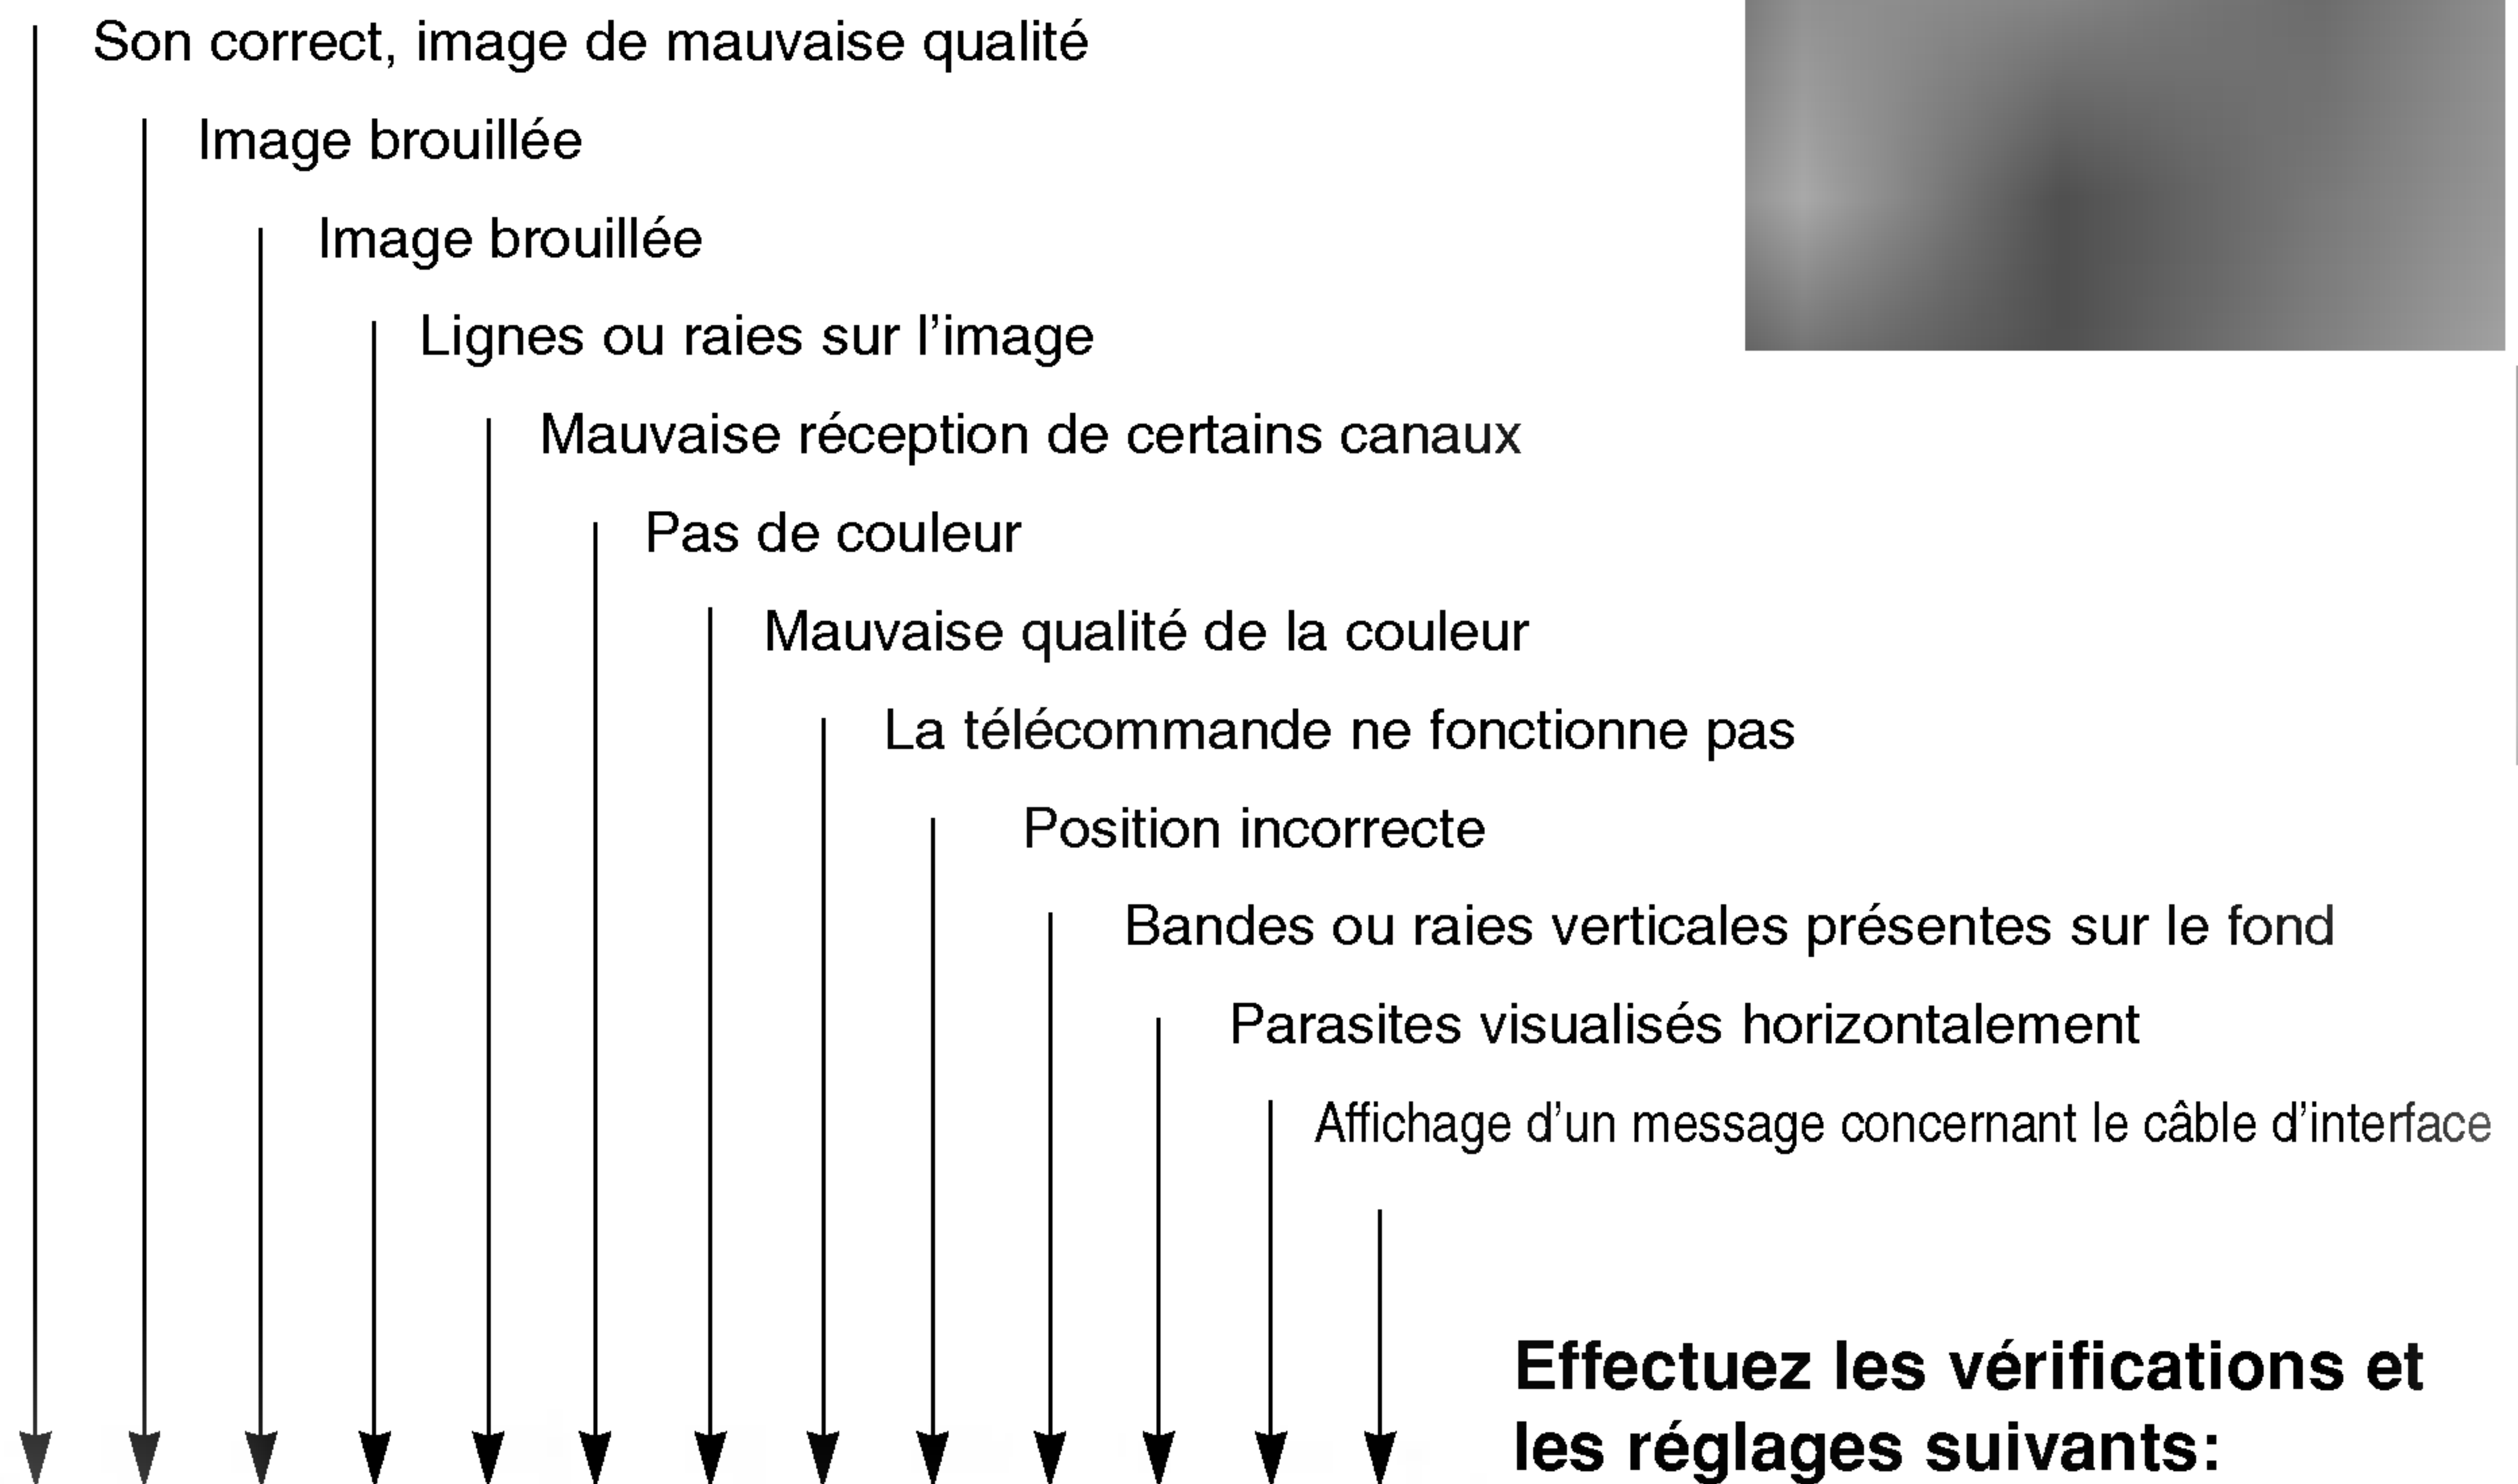 Son correct, image de mauvaise qualité
Image brouillée
Image brouillée
Lignes ou raies sur l'image
Mauvaise réception de certains canaux
Pas de couleur
Mauvaise qualité de la couleur
La télécommande ne fonctionne pas
Position incorrecte
Bandes ou raies verticales présentes sur le fond
Parasites visualisés horizontalement
Affichage d'un message concernant le câble d'interface
Effectuez les vérifications et
les réglages suivants: